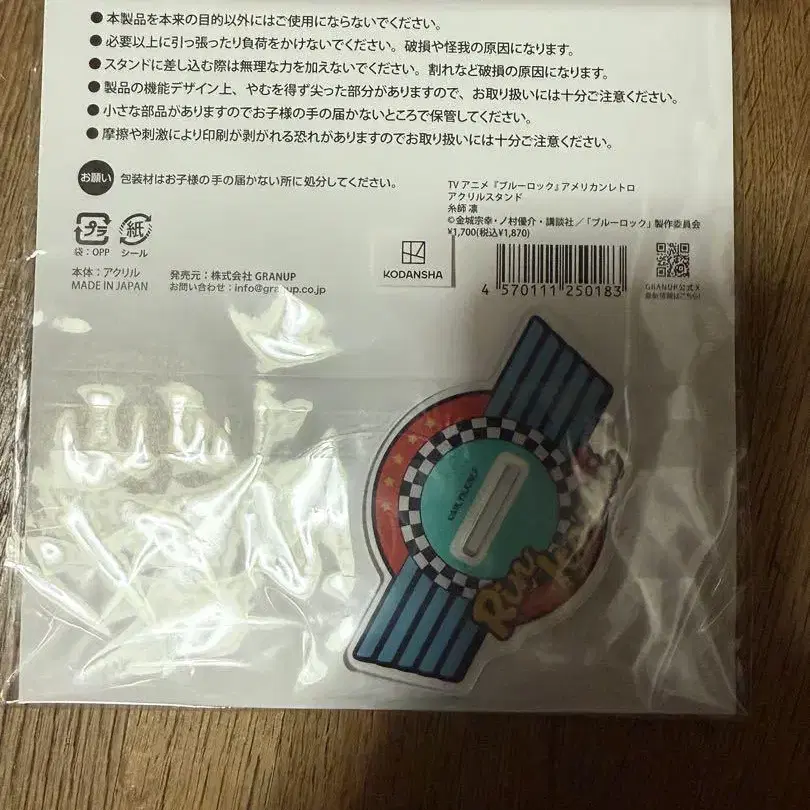 ● 本製品を本来の目的以外にはご使用にならないでください。
● 必要以上に引っ張ったり負荷をかけないでください。破損や怪我の原因になります。
● スタンドに差し込む際は無理な力を加えないでください。割れなど破損の原因になります。
● 製品の機能デザイン上、やむを得ず尖った部分がありますので、お取り扱いには十分ご注意ください。
● 小さな部品がありますのでお子様の手の届かないところで保管してください。
● 摩擦や刺激により印刷が剥がれる恐れがありますのでお取り扱いには十分ご注意ください。
お願い 包装材はお子様の手の届かない所に処分してください。
TV アニメ『ブルーロック』アメリカンレトロ
アクリルスタンド
糸師 凛
©金城宗幸・ノ村優介・講談社／「ブルーロック」製作委員会
¥1,700(税込¥1,870)
プラ 紙
袋：OPP シール
本体：アクリル
MADE IN JAPAN
発売元：株式会社 GRANUP
お問い合わせ：info@granup.co.jp
KODANSHA
4 570111 250183
GRANUP公式 X
最新情報はこちら!
Rin